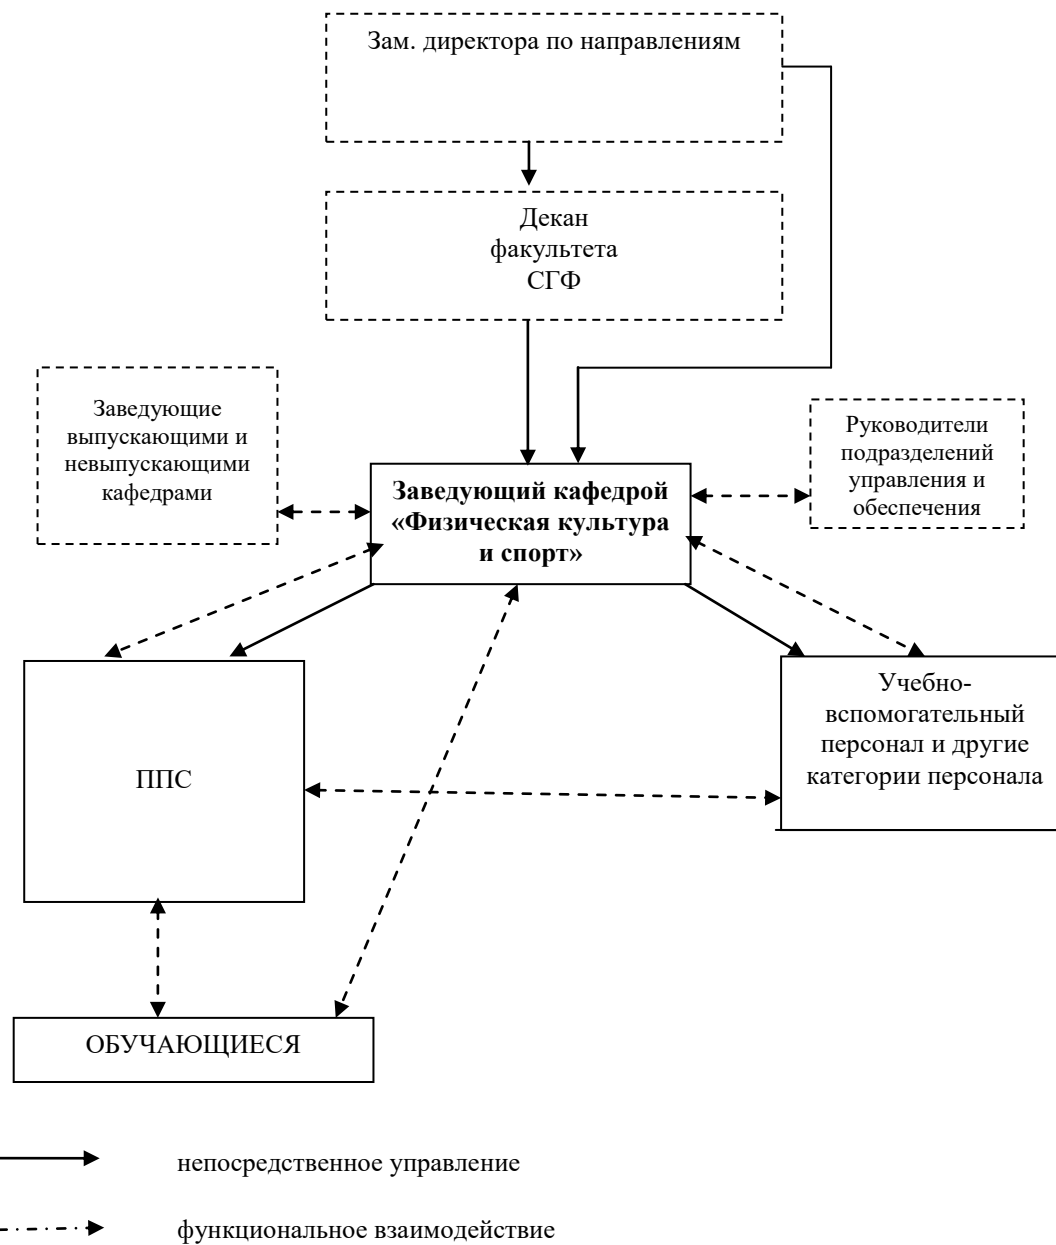 Зам. директора по направлениям
Декан
факультета
СГФ
Заведующие
выпускающими и
невыпускающими
кафедрами
Руководители
подразделений
управления и
обеспечения
Заведующий кафедрой
«Физическая культура
и спорт»
ППС
Учебно-
вспомогательный
персонал и другие
категории персонала
ОБУЧАЮЩИЕСЯ
непосредственное управление
функциональное взаимодействие